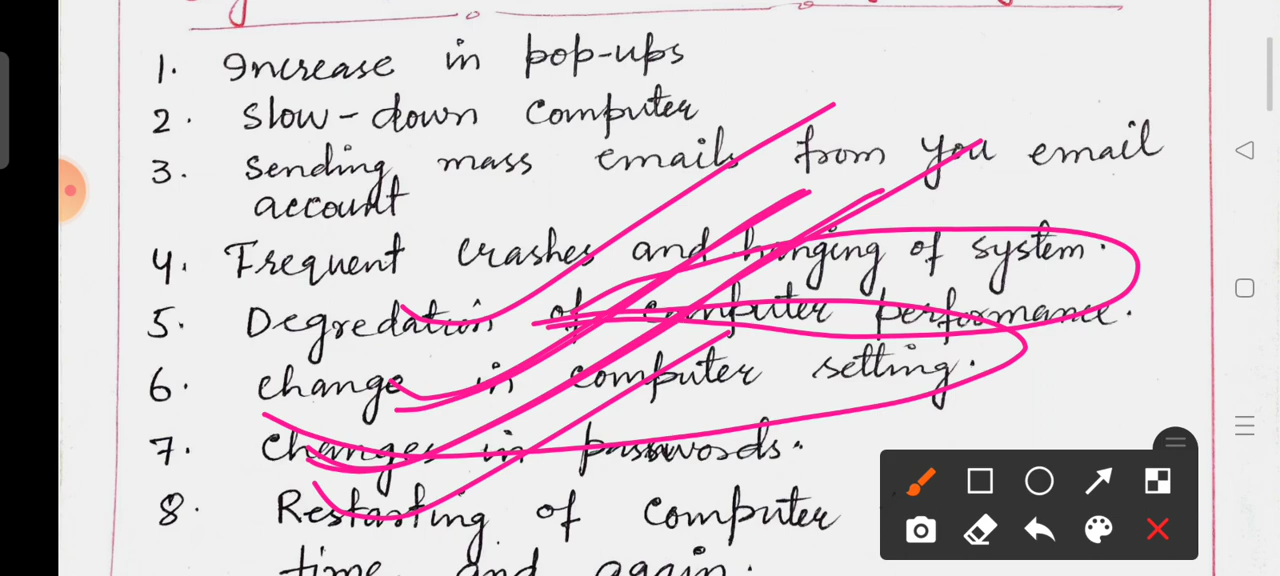 1. Increase in pop-ups
2. Slow-down computer
3. Sending mass emails from you email
account
4. Frequent crashes and hanging of system.
5. Degredation of computer performance.
6. change in computer setting.
7. changes in passwords.
8. Restarting of computer
time and again.